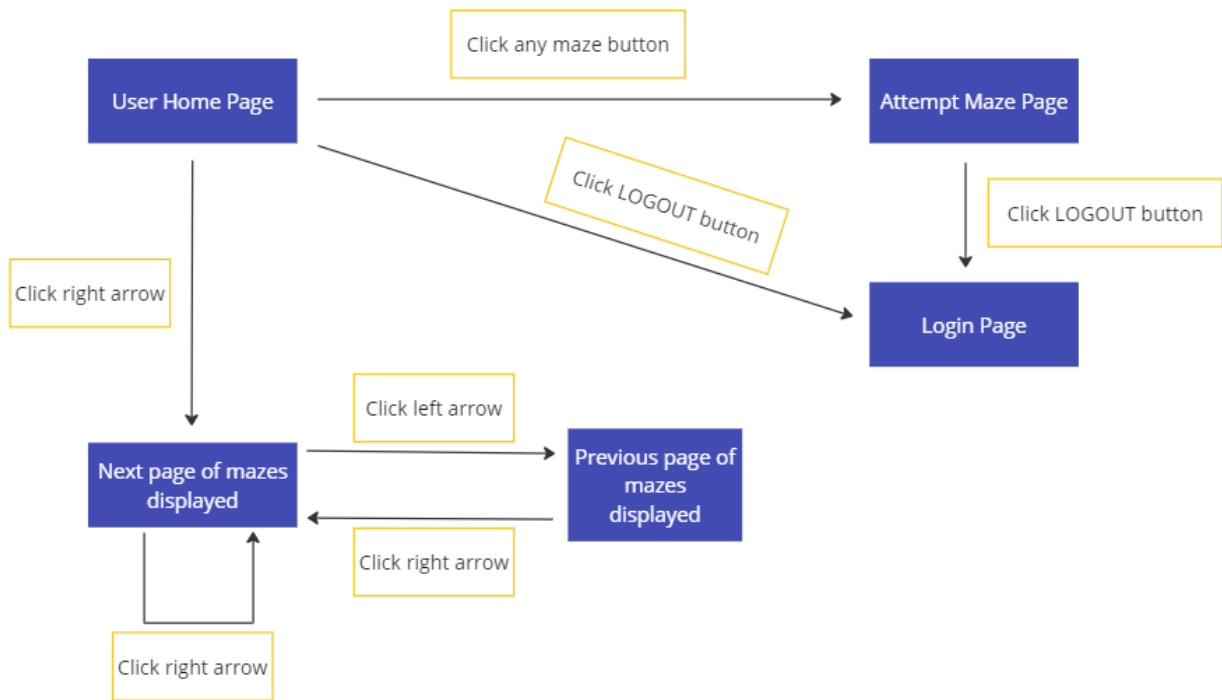 Click any maze button
User Home Page
Attempt Maze Page
Click LOGOUT button
Click LOGOUT button
Click right arrow
Login Page
Click left arrow
Next page of mazes
displayed
Previous page of
mazes
displayed
Click right arrow
Click right arrow